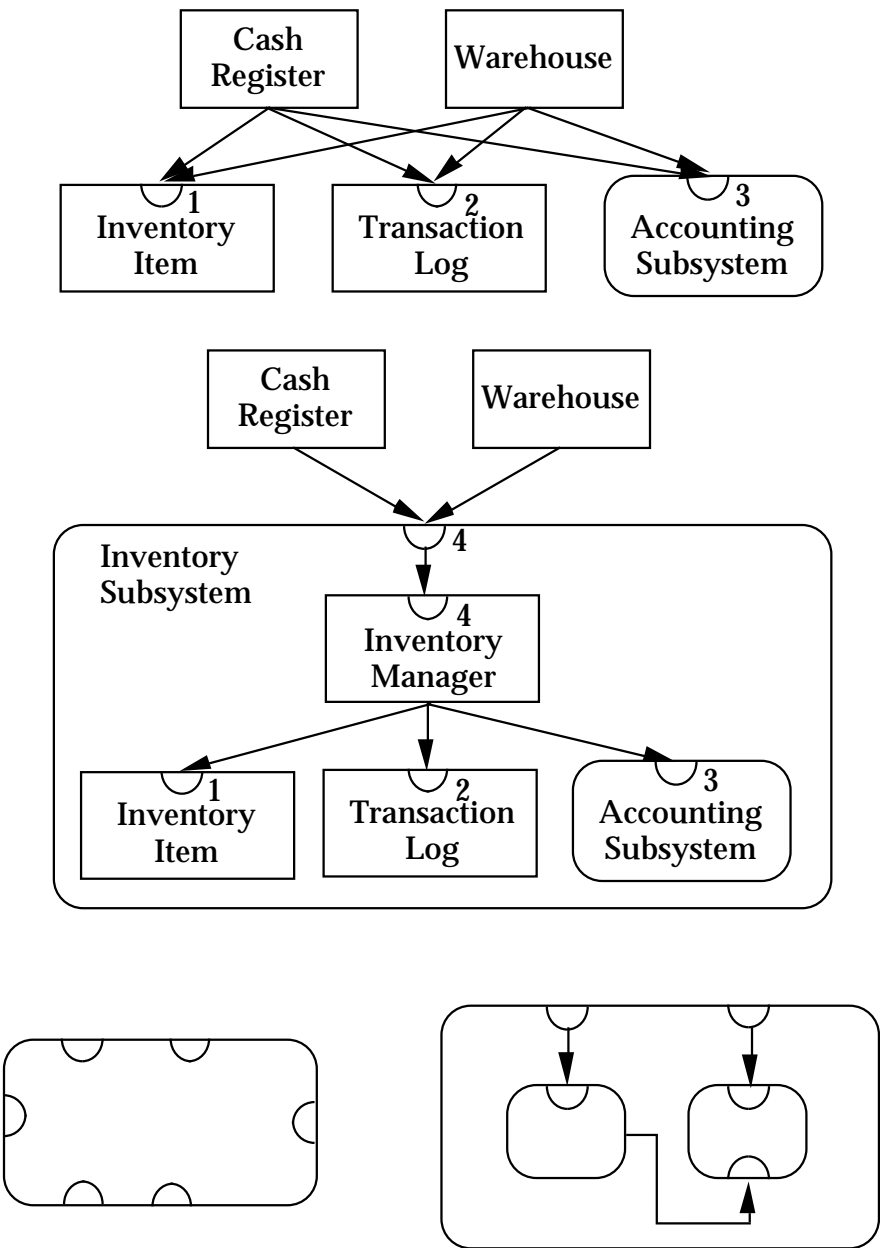 Cash
Register
Warehouse
1
Inventory
Item
2
Transaction
Log
3
Accounting
Subsystem
Cash
Register
Warehouse
4
Inventory
Subsystem
4
Inventory
Manager
1
Inventory
Item
2
Transaction
Log
3
Accounting
Subsystem